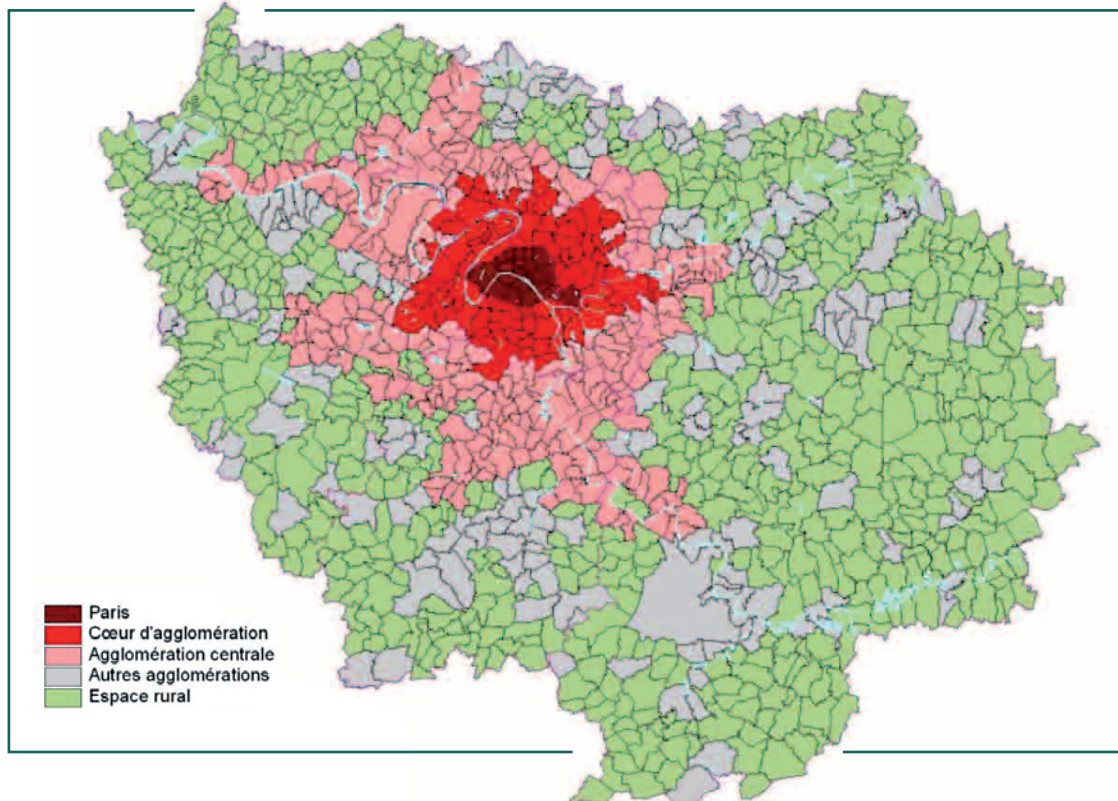 Paris
Cœur d'agglomération
Agglomération centrale
Autres agglomérations
Espace rural